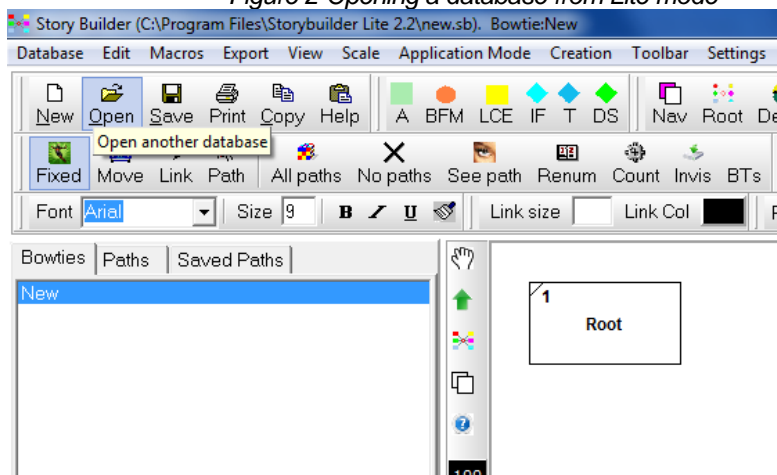 Figure 2 Opening a database from Lite mode
Story Builder (C:\Program Files\Storybuilder Lite 2.2\new.sb). Bowtie:New
Database Edit Macros Export View Scale Application Mode Creation Toolbar Settings
New Open Save Print Copy Help A BFM LCE IF T DS Nav Root De
Open another database
Fixed Move Link Path All paths No paths See path Renum Count Invis BTs
Font Arial Size 9 B I U Link size Link Col
Bowties Paths Saved Paths
New
1
Root
100